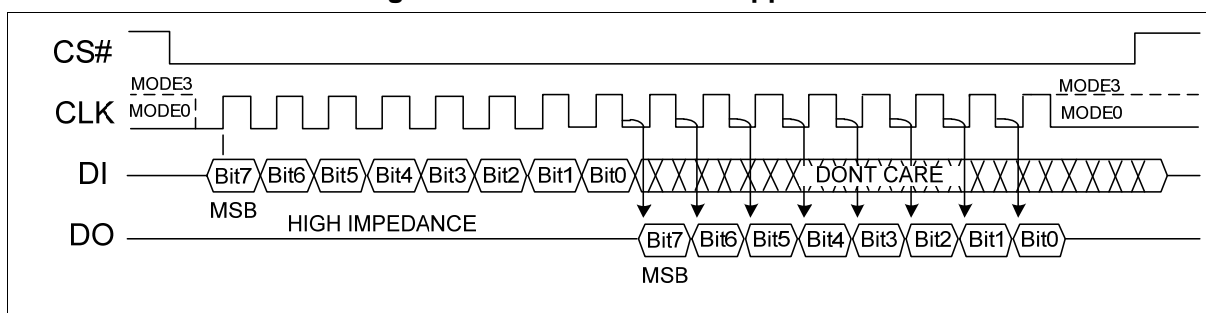 CS#
MODE3 MODE3
CLK MODE0 MODE0
DI Bit7 Bit6 Bit5 Bit4 Bit3 Bit2 Bit1 Bit0 DONT CARE
MSB
HIGH IMPEDANCE
DO Bit7 Bit6 Bit5 Bit4 Bit3 Bit2 Bit1 Bit0
MSB